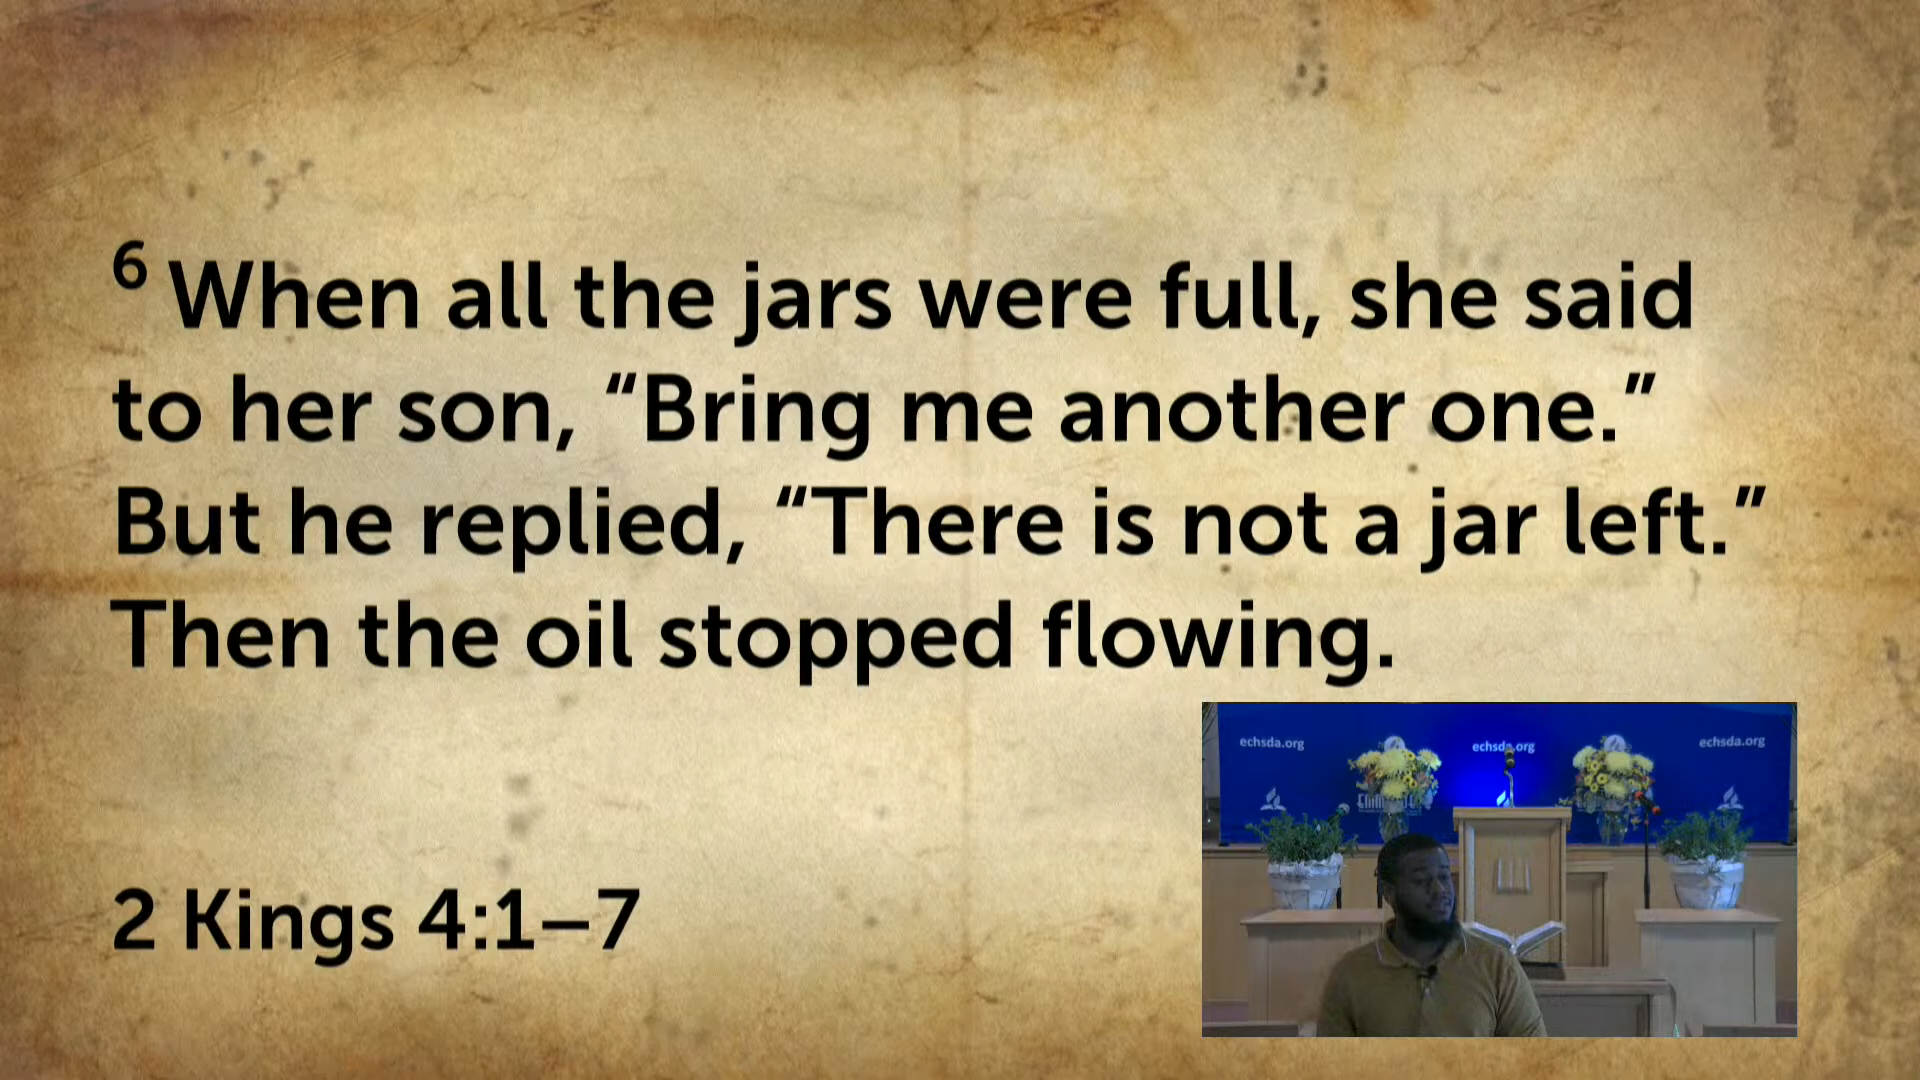 6 When all the jars were full, she said
to her son, “Bring me another one.”
But he replied, “There is not a jar left.”
Then the oil stopped flowing.
2 Kings 4:1–7
echsda.org
echsda.org
echsda.org